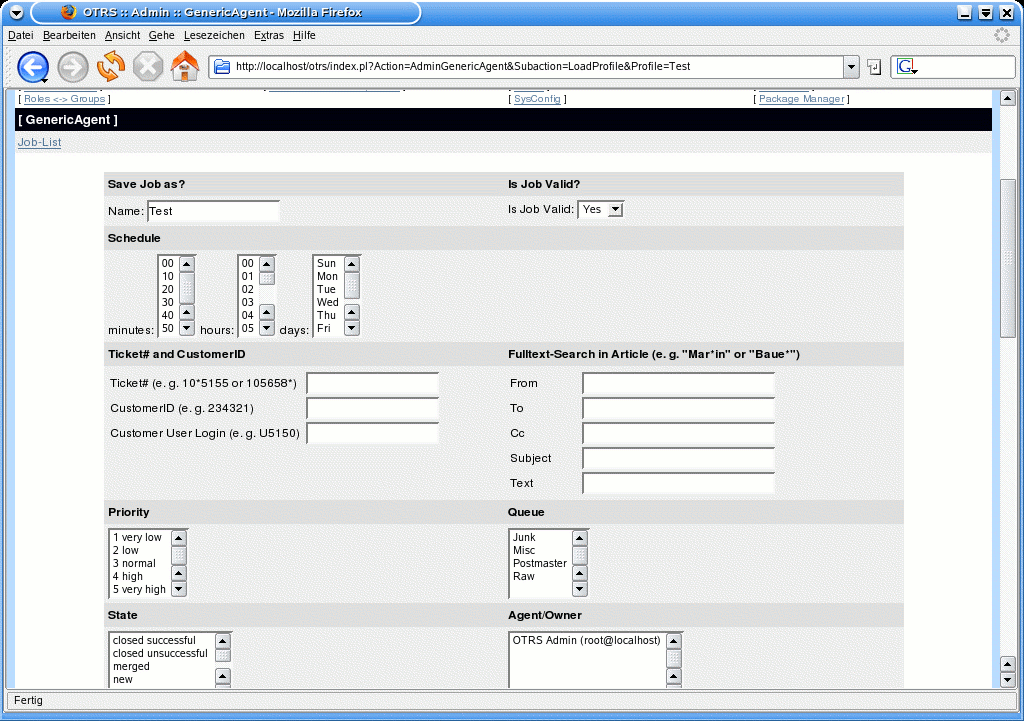 OTRS :: Admin :: GenericAgent - Mozilla Firefox
Datei Bearbeiten Ansicht Gehe Lesezeichen Extras Hilfe
http://localhost/otrs/index.pl?Action=AdminGenericAgent&Subaction=LoadProfile&Profile=Test
[ Roles <-> Groups ] [ SysConfig ] [ Package Manager ]
[ GenericAgent ]
Job-List
Save Job as? Is Job Valid?
Name: Test Is Job Valid: Yes
Schedule
00 00 Sun
10 01 Mon
20 02 Tue
30 03 Wed
40 04 Thu
minutes: 50 hours: 05 days: Fri
Ticket# and CustomerID Fulltext-Search in Article (e. g. "Mar*in" or "Baue*")
Ticket# (e. g. 10*5155 or 105658*) From
CustomerID (e. g. 234321) To
Customer User Login (e. g. U5150) Cc
Subject
Text
Priority Queue
1 very low Junk
2 low Misc
3 normal Postmaster
4 high Raw
5 very high
State Agent/Owner
closed successful OTRS Admin (root@localhost)
closed unsuccessful
merged
new
Fertig